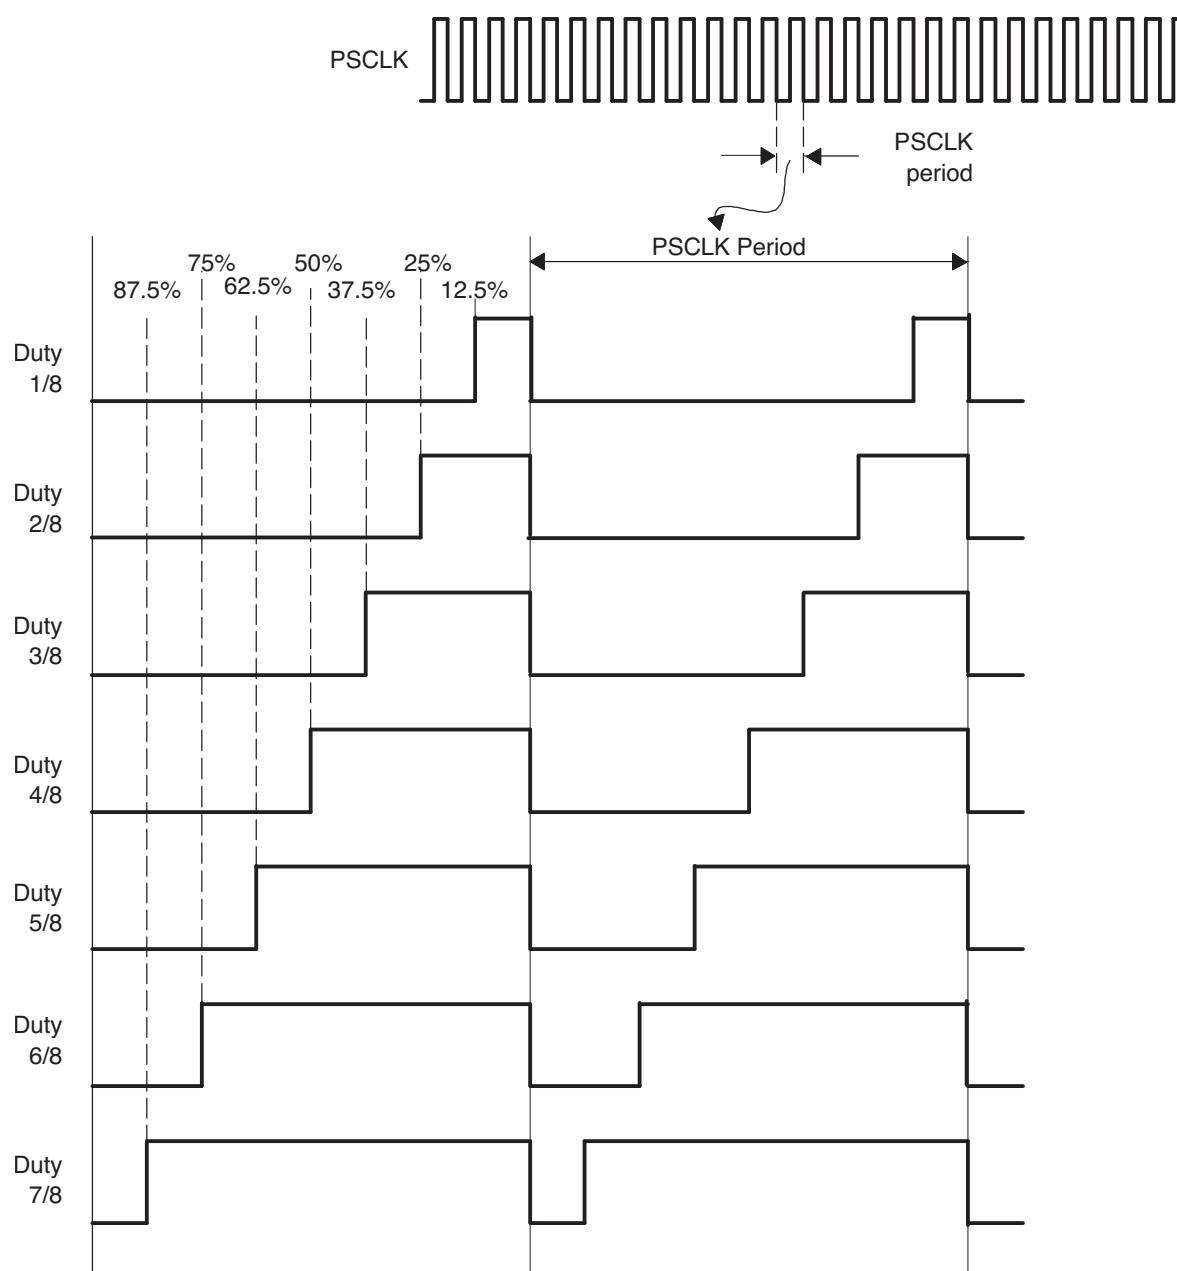 PSCLK
PSCLK
period
PSCLK Period
75%
50%
25%
87.5%
62.5%
37.5%
12.5%
Duty
1/8
Duty
2/8
Duty
3/8
Duty
4/8
Duty
5/8
Duty
6/8
Duty
7/8